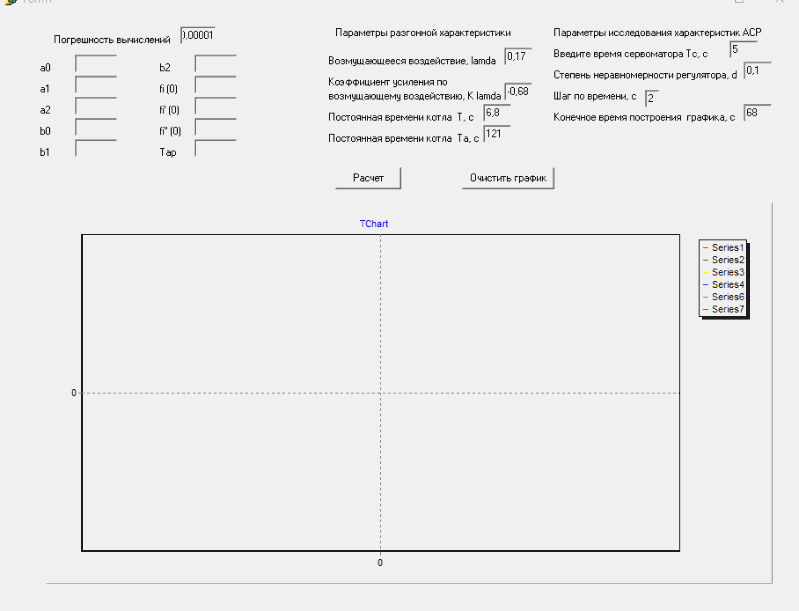 Погрешность вычислений 0,00001
a0
a1
a2
b0
b1
b2
fi (0)
fi' (0)
fi'' (0)
Tap
Параметры разгонной характеристики
Возмущающееся воздействие, lamda 0,17
Коэффициент усиления по
возмущающему воздействию, K lamda -0,68
Постоянная времени котла T, с 6,8
Постоянная времени котла Ta, с 121
Параметры исследования характеристик АСР
Введите время сервоматора Tc, с 5
Степень неравномерности регулятора, d 0,1
Шаг по времени, с 2
Конечное время построения графика, с 68
Расчет
Очистить график
TChart
0
0
Series1
Series2
Series3
Series4
Series6
Series7